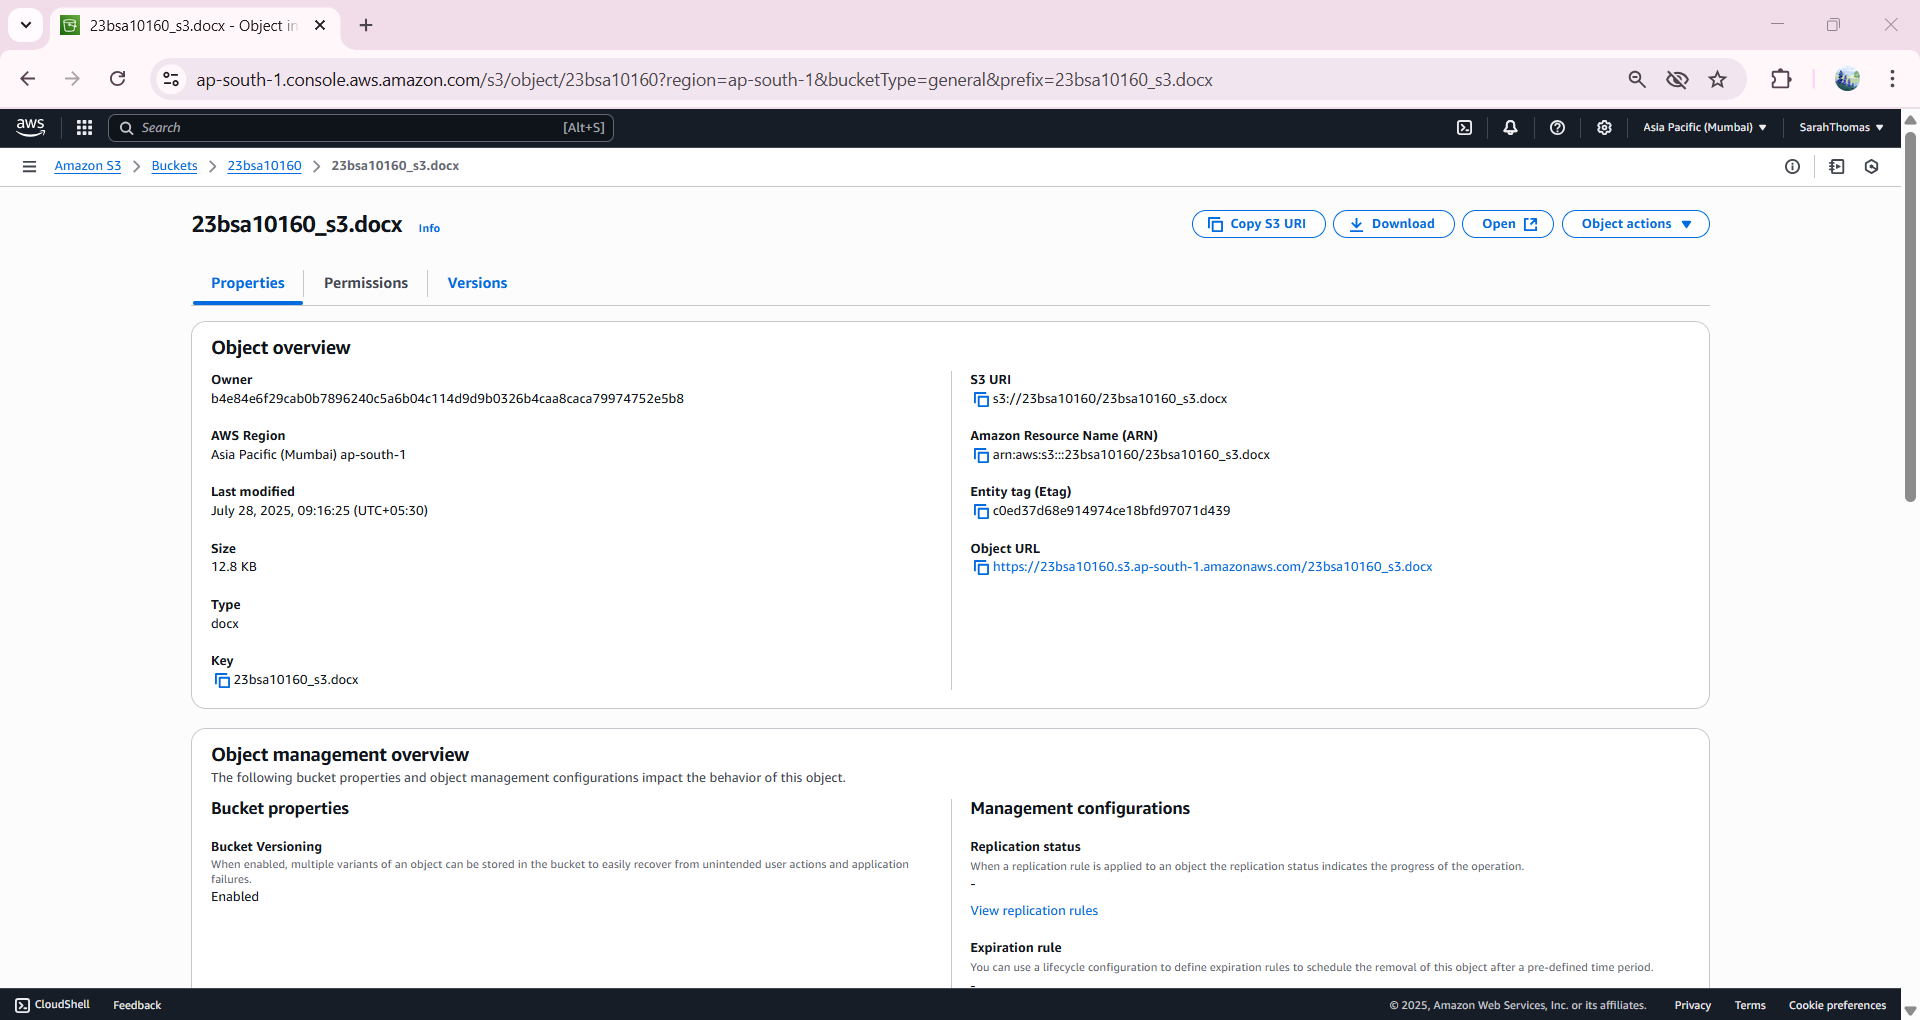 23bsa10160_s3.docx - Object in
ap-south-1.console.aws.amazon.com/s3/object/23bsa10160?region=ap-south-1&bucketType=general&prefix=23bsa10160_s3.docx
aws Search [Alt+S] Asia Pacific (Mumbai) SarahThomas
Amazon S3 Buckets 23bsa10160 23bsa10160_s3.docx
23bsa10160_s3.docx Info Copy S3 URI Download Open Object actions
Properties Permissions Versions
Object overview
Owner
b4e84e6f29cab0b7896240c5a6b04c114d9d9b0326b4caa8caca79974752e5b8
AWS Region
Asia Pacific (Mumbai) ap-south-1
Last modified
July 28, 2025, 09:16:25 (UTC+05:30)
Size
12.8 KB
Type
docx
Key
23bsa10160_s3.docx
S3 URI
s3://23bsa10160/23bsa10160_s3.docx
Amazon Resource Name (ARN)
arn:aws:s3:::23bsa10160/23bsa10160_s3.docx
Entity tag (Etag)
c0ed37d68e914974ce18bfd97071d439
Object URL
https://23bsa10160.s3.ap-south-1.amazonaws.com/23bsa10160_s3.docx
Object management overview
The following bucket properties and object management configurations impact the behavior of this object.
Bucket properties
Bucket Versioning
When enabled, multiple variants of an object can be stored in the bucket to easily recover from unintended user actions and application
failures.
Enabled
Management configurations
Replication status
When a replication rule is applied to an object the replication status indicates the progress of the operation.
-
View replication rules
Expiration rule
You can use a lifecycle configuration to define expiration rules to schedule the removal of this object after a pre-defined time period.
-
CloudShell Feedback © 2025, Amazon Web Services, Inc. or its affiliates. Privacy Terms Cookie preferences